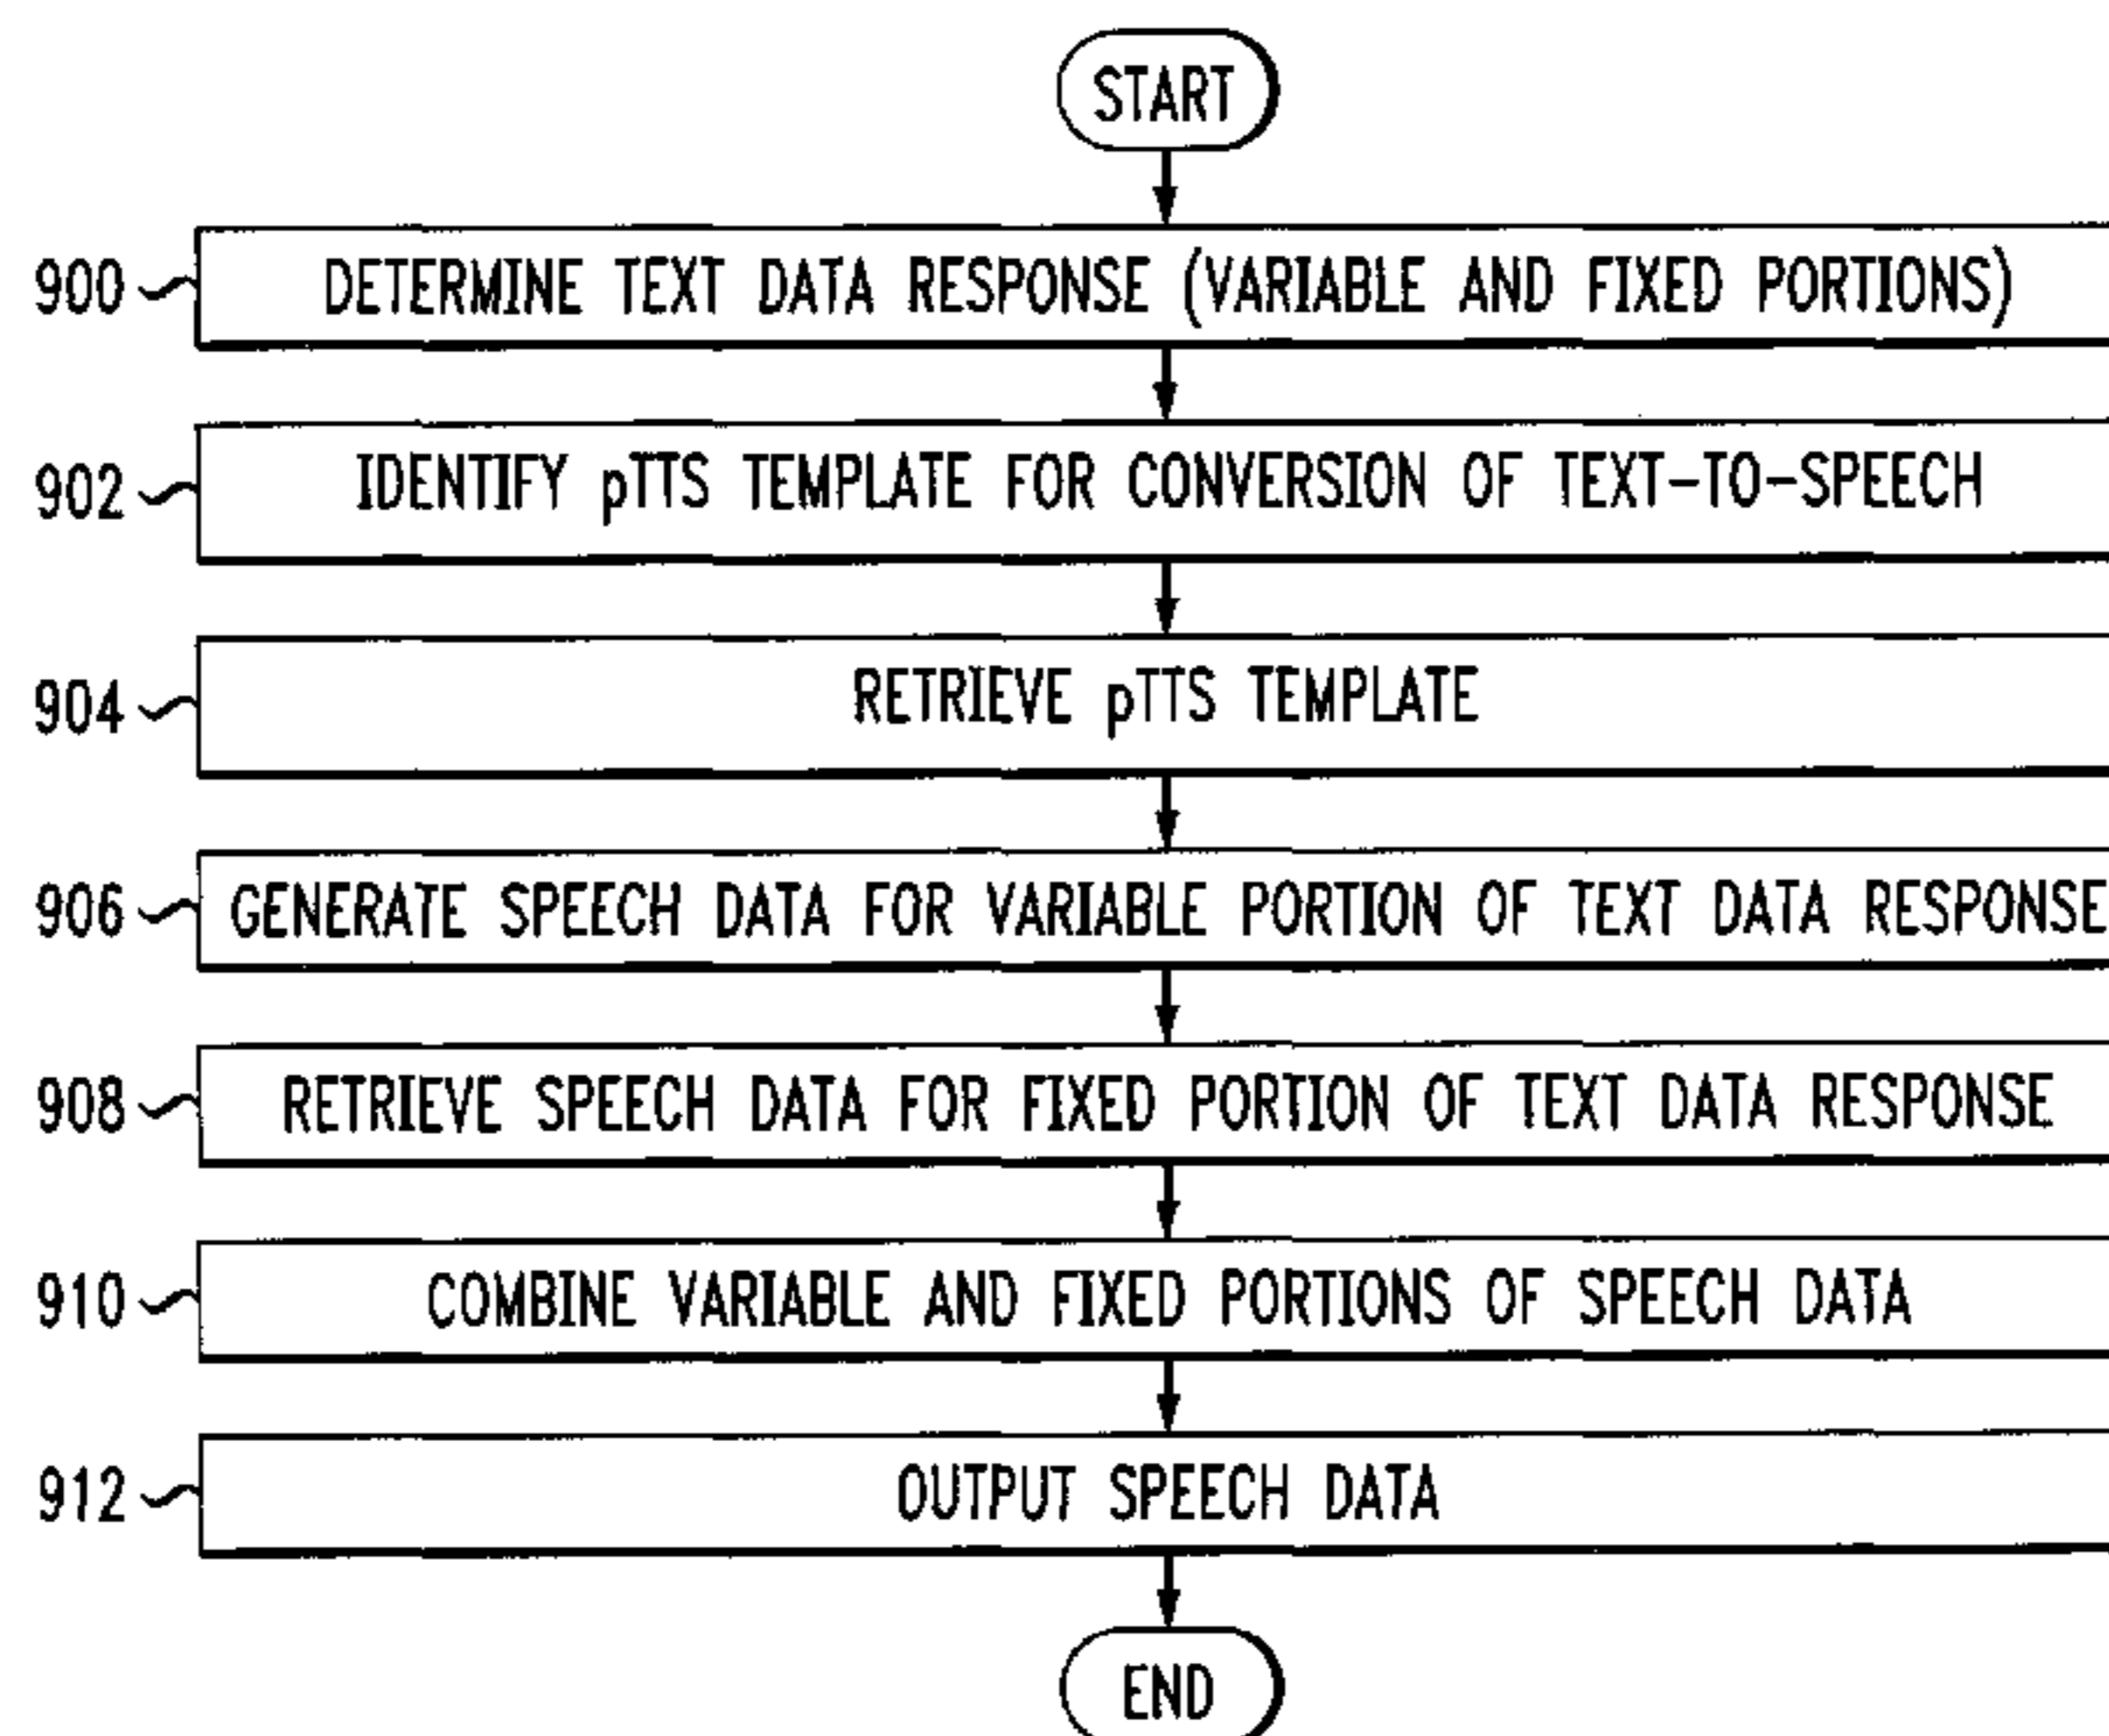 START
900 DETERMINE TEXT DATA RESPONSE (VARIABLE AND FIXED PORTIONS)
902 IDENTIFY pTTS TEMPLATE FOR CONVERSION OF TEXT-TO-SPEECH
904 RETRIEVE pTTS TEMPLATE
906 GENERATE SPEECH DATA FOR VARIABLE PORTION OF TEXT DATA RESPONSE
908 RETRIEVE SPEECH DATA FOR FIXED PORTION OF TEXT DATA RESPONSE
910 COMBINE VARIABLE AND FIXED PORTIONS OF SPEECH DATA
912 OUTPUT SPEECH DATA
END